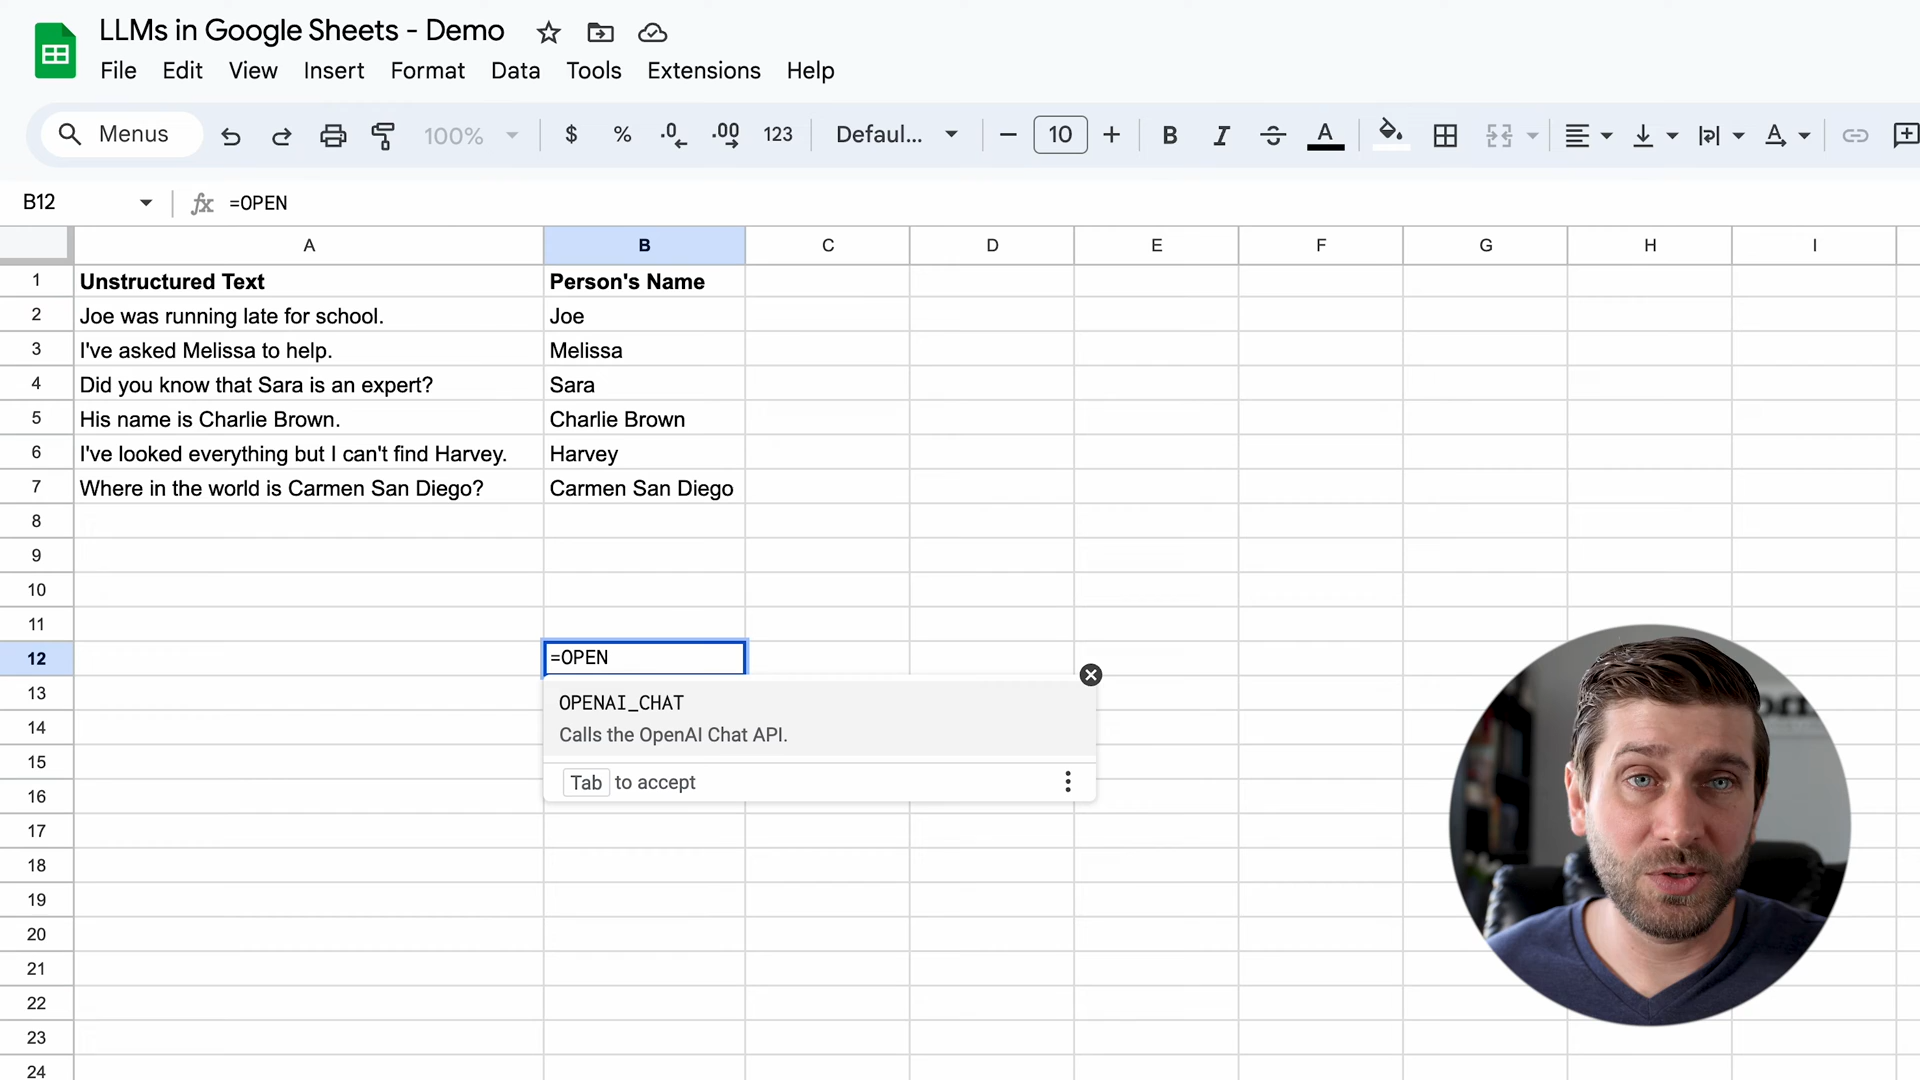 LLMs in Google Sheets - Demo
File Edit View Insert Format Data Tools Extensions Help
Menus 100% $ % .0 .00 123 Defaul... 10 B I A A
B12 fx =OPEN
A B C D E F G H I
1 Unstructured Text Person's Name
2 Joe was running late for school. Joe
3 I've asked Melissa to help. Melissa
4 Did you know that Sara is an expert? Sara
5 His name is Charlie Brown. Charlie Brown
6 I've looked everything but I can't find Harvey. Harvey
7 Where in the world is Carmen San Diego? Carmen San Diego
8
9
10
11
12 =OPEN
13 OPENAI_CHAT
14 Calls the OpenAI Chat API.
15 Tab to accept
16
17
18
19
20
21
22
23
24